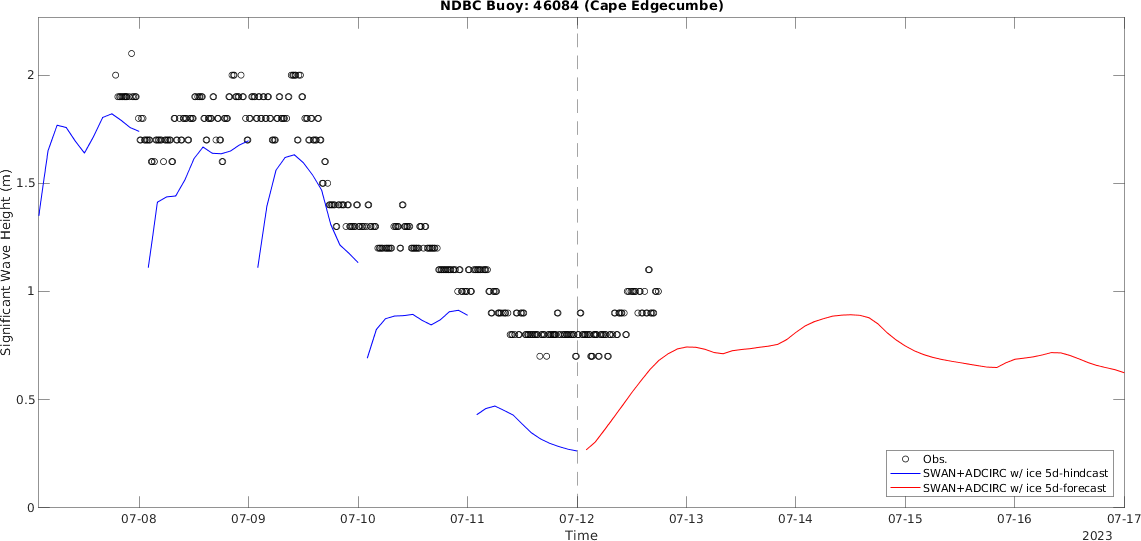 NDBC Buoy: 46084 (Cape Edgecumbe)
2
1.5
1
0.5
0
Significant Wave Height (m)
07-08 07-09 07-10 07-11 07-12 07-13 07-14 07-15 07-16 07-17
Time
2023
Obs.
SWAN+ADCIRC w/ ice 5d-hindcast
SWAN+ADCIRC w/ ice 5d-forecast